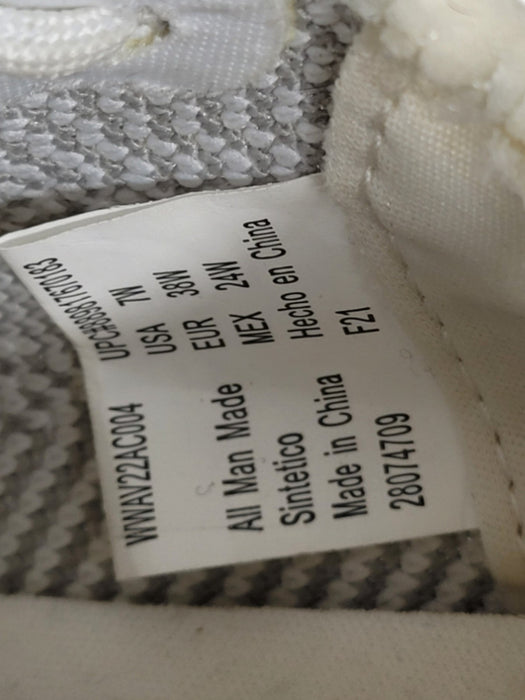 WWAV22AC004
All Man Made
Sintetico
Made in China
28074709
UPC:889817670183
USA 7W
EUR 38W
MEX 24W
Hecho en China
F21